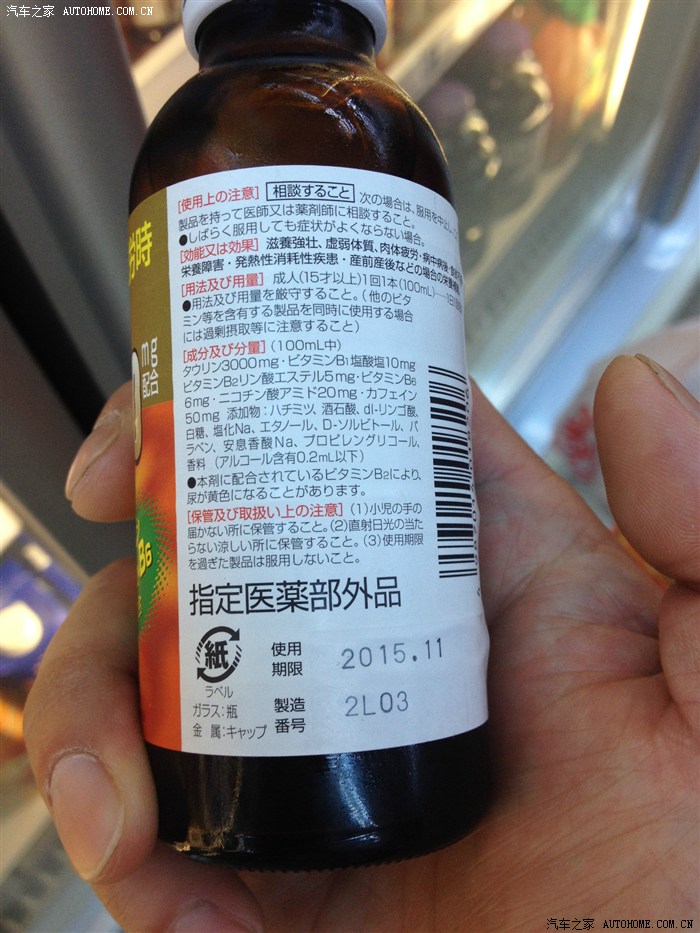 汽车之家 AUTOHOME.COM.CN
労時
mg
配合
B6
[使用上の注意] 相談すること 次の場合は、服用を中止し、
製品を持って医師又は薬剤師に相談すること。
●しばらく服用しても症状がよくならない場合。
[効能又は効果] 滋養強壮、虚弱体質、肉体疲労・病中病後・
栄養障害・発熱性消耗性疾患・産前産後などの場合の栄養補給
[用法及び用量] 成人(15才以上)1回1本(100mL)
●用法及び用量を厳守すること。(他のビタ
ミン等を含有する製品を同時に使用する場合
には過剰摂取等に注意すること)
[成分及び分量] (100mL中)
タウリン3000mg・ビタミンB1塩酸塩10mg
ビタミンB2リン酸エステル5mg・ビタミンB6
6mg・ニコチン酸アミド20mg・カフェイン
50mg 添加物:ハチミツ、酒石酸、dl-リンゴ酸、
白糖、塩化Na、エタノール、D-ソルビトール、パ
ラベン、安息香酸Na、プロピレングリコール、
香料 (アルコール含有0.2mL以下)
●本剤に配合されているビタミンB2により、
尿が黄色になることがあります。
[保管及び取扱い上の注意] (1)小児の手の
届かない所に保管すること。(2)直射日光の当た
らない涼しい所に保管すること。(3)使用期限
を過ぎた製品は服用しないこと。
指定医薬部外品
紙
ラベル
ガラス:瓶
金属:キャップ
使用
期限
2015.11
製造
番号
2L03
汽车之家 AUTOHOME.COM.CN